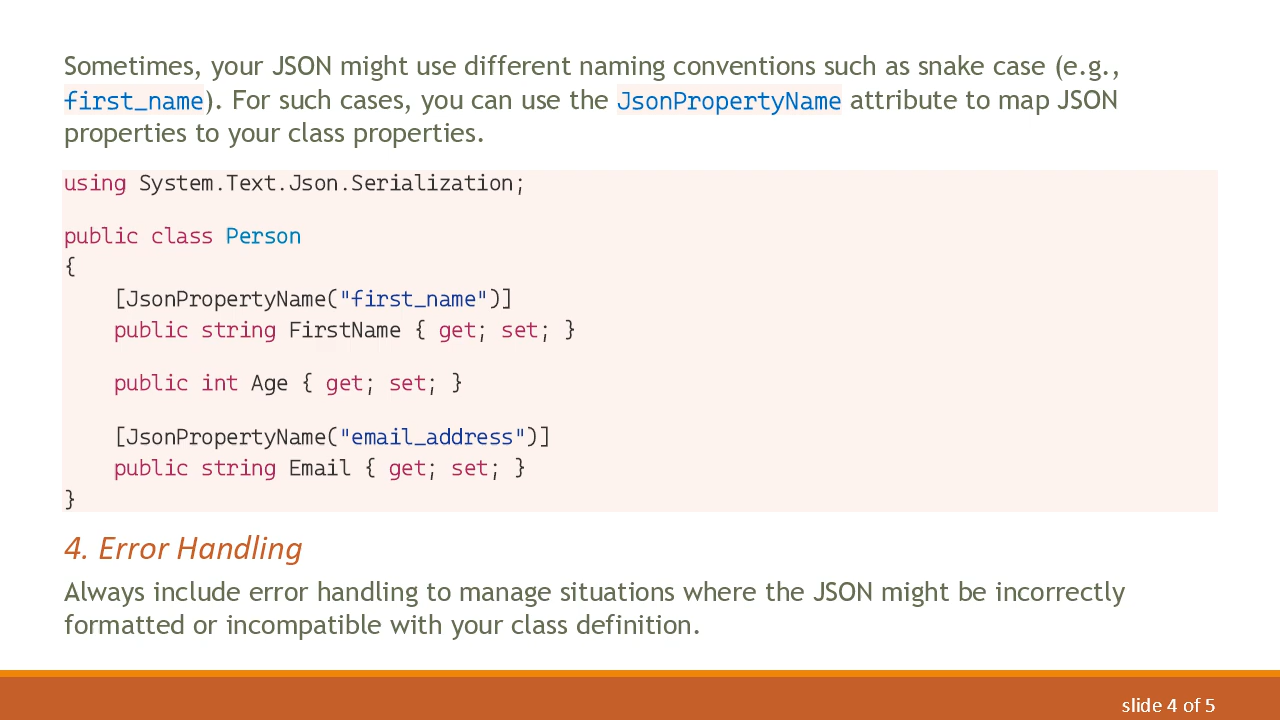 Sometimes, your JSON might use different naming conventions such as snake case (e.g.,
first_name). For such cases, you can use the JsonPropertyName attribute to map JSON
properties to your class properties.
using System.Text.Json.Serialization;
public class Person
{
    [JsonPropertyName("first_name")]
    public string FirstName { get; set; }
    public int Age { get; set; }
    [JsonPropertyName("email_address")]
    public string Email { get; set; }
}
4. Error Handling
Always include error handling to manage situations where the JSON might be incorrectly
formatted or incompatible with your class definition.
slide 4 of 5